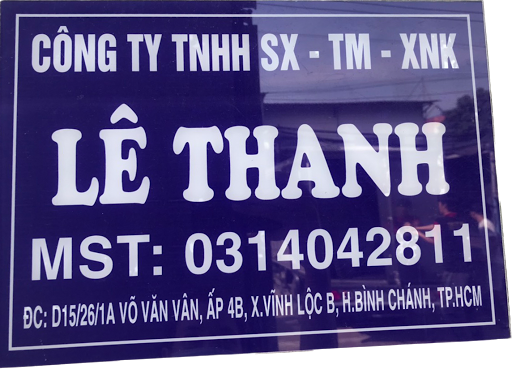 CÔNG TY TNHH SX - TM - XNK
LÊ THANH
MST: 0314042811
ĐC: D15/26/1A VÕ VĂN VÂN, ẤP 4B, X.VĨNH LỘC B, H.BÌNH CHÁNH, TP.HCM